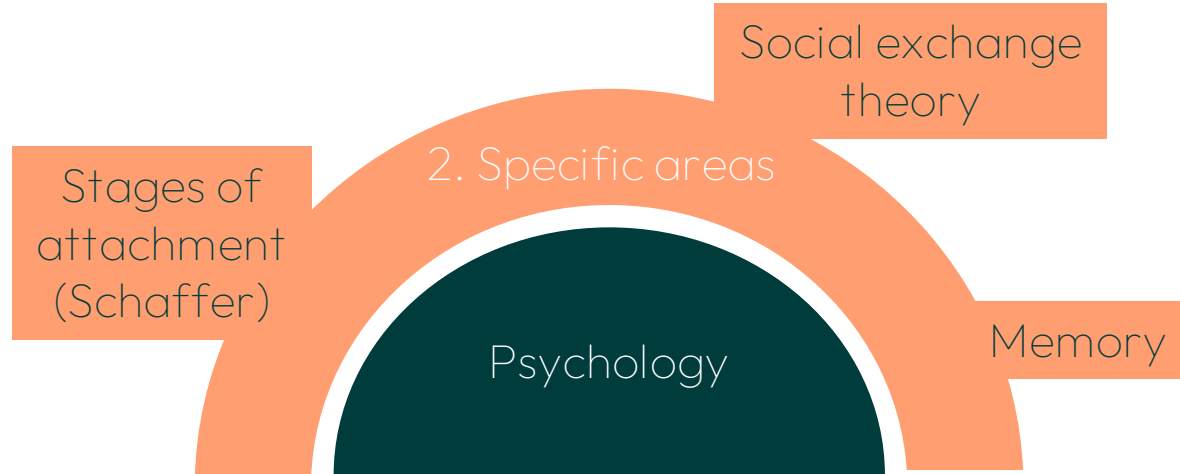 Social exchange
theory
2. Specific areas
Stages of
attachment
(Schaffer)
Memory
Psychology